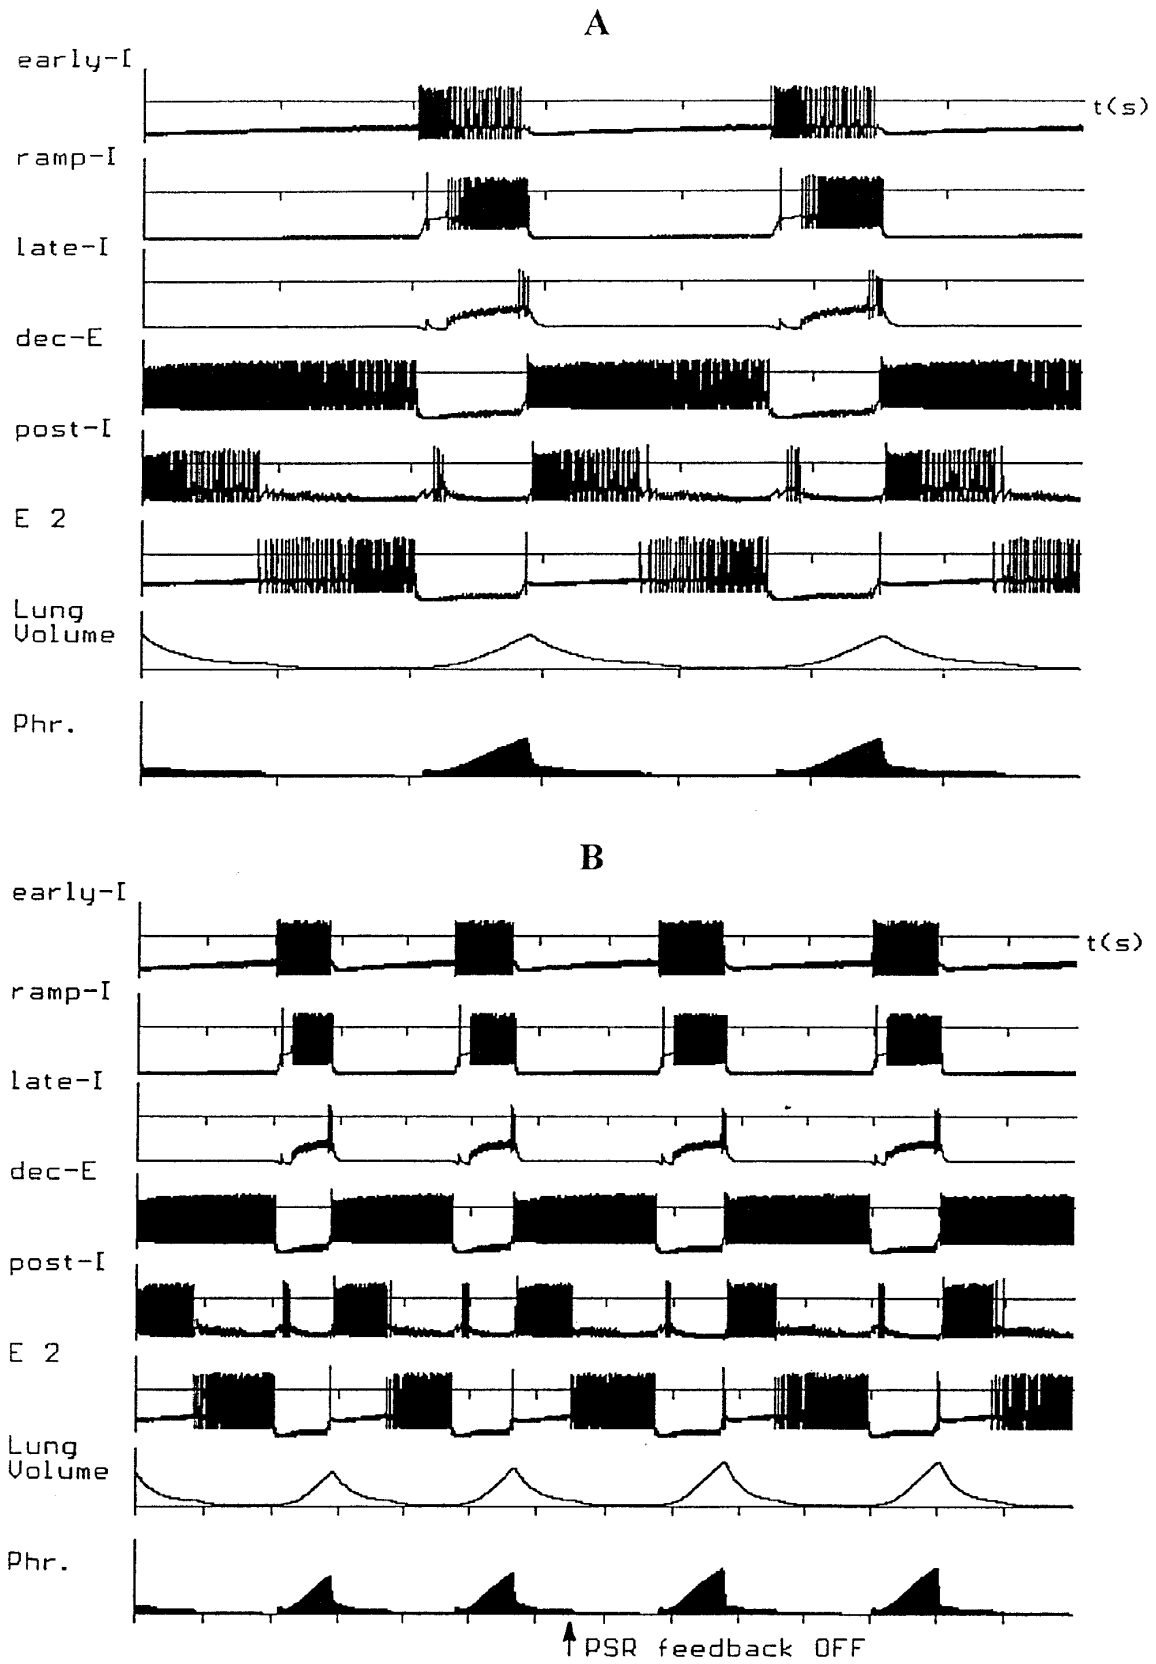 A
early-I
t(s)
ramp-I
late-I
dec-E
post-I
E 2
Lung
Volume
Phr.
B
early-I
t(s)
ramp-I
late-I
dec-E
post-I
E 2
Lung
Volume
Phr.
PSR feedback OFF